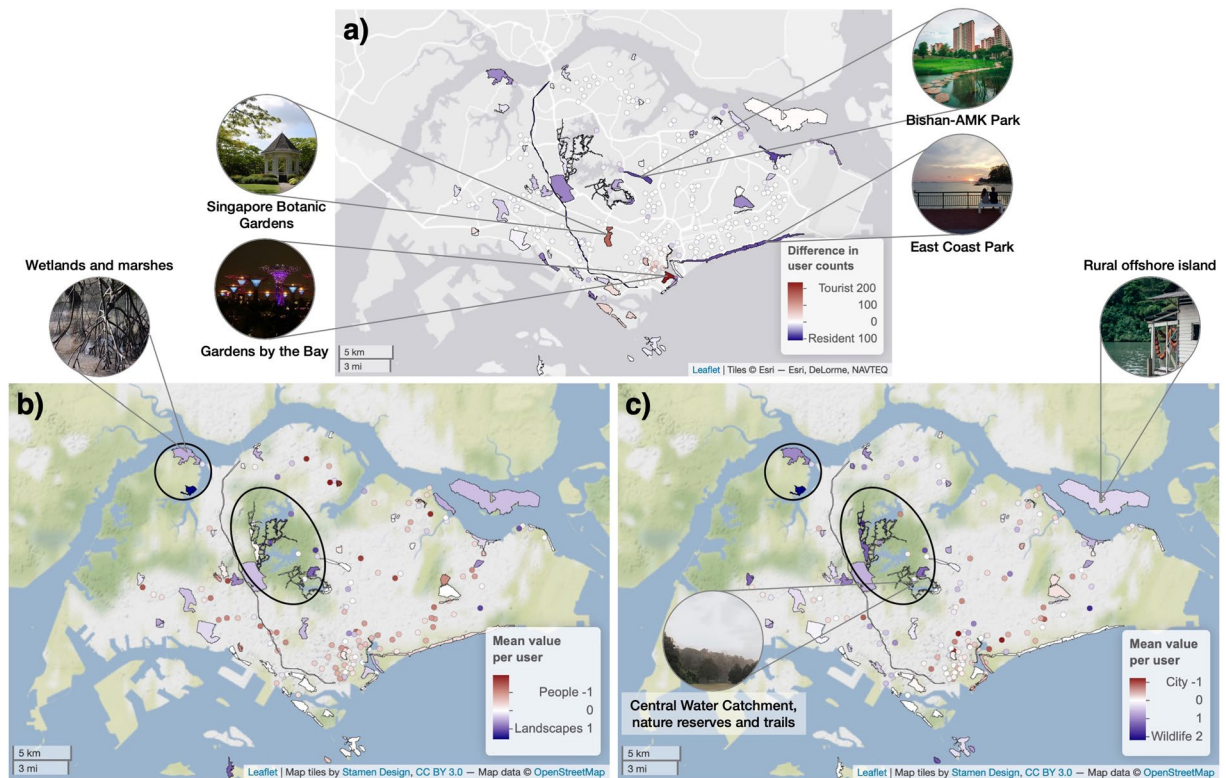 a)
Bishan-AMK Park
Singapore Botanic
Gardens
East Coast Park
Gardens by the Bay
Difference in
user counts
Tourist 200
100
0
Resident 100
5 km
3 mi
Leaflet | Tiles © Esri — Esri, DeLorme, NAVTEQ
Wetlands and marshes
Rural offshore island
b)
Mean value
per user
People -1
0
Landscapes 1
5 km
3 mi
Leaflet | Map tiles by Stamen Design, CC BY 3.0 — Map data © OpenStreetMap
c)
Central Water Catchment,
nature reserves and trails
Mean value
per user
City -1
0
1
Wildlife 2
5 km
3 mi
Leaflet | Map tiles by Stamen Design, CC BY 3.0 — Map data © OpenStreetMap